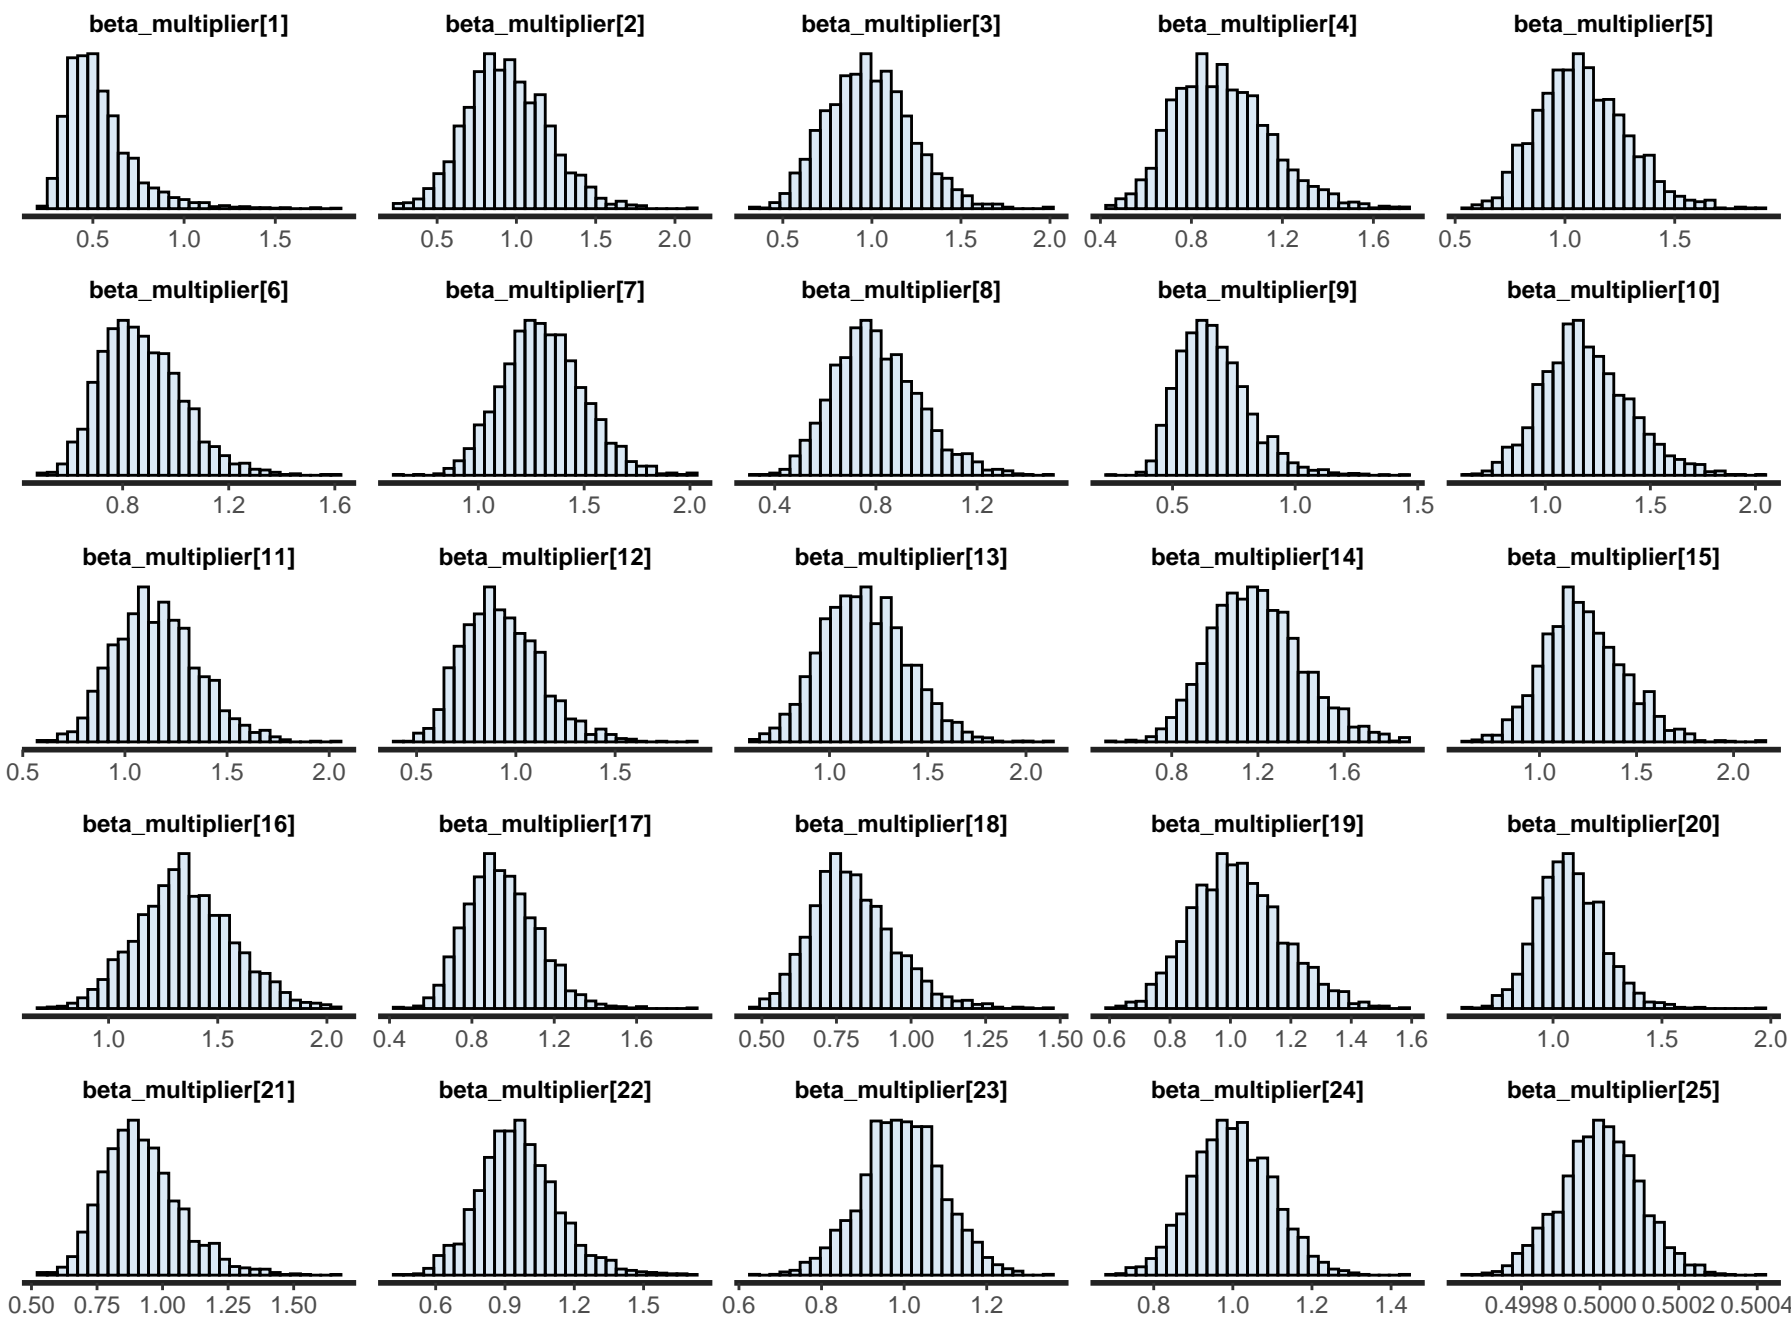 beta_multiplier[1] beta_multiplier[2] beta_multiplier[3] beta_multiplier[4] beta_multiplier[5]
0.5 1.0 1.5 0.5 1.0 1.5 2.0 0.5 1.0 1.5 2.0 0.4 0.8 1.2 1.6 0.5 1.0 1.5
beta_multiplier[6] beta_multiplier[7] beta_multiplier[8] beta_multiplier[9] beta_multiplier[10]
0.8 1.2 1.6 1.0 1.5 2.0 0.4 0.8 1.2 0.5 1.0 1.5 1.0 1.5 2.0
beta_multiplier[11] beta_multiplier[12] beta_multiplier[13] beta_multiplier[14] beta_multiplier[15]
0.5 1.0 1.5 2.0 0.5 1.0 1.5 1.0 1.5 2.0 0.8 1.2 1.6 1.0 1.5 2.0
beta_multiplier[16] beta_multiplier[17] beta_multiplier[18] beta_multiplier[19] beta_multiplier[20]
1.0 1.5 2.0 0.4 0.8 1.2 1.6 0.50 0.75 1.00 1.25 1.50 0.6 0.8 1.0 1.2 1.4 1.6 1.0 1.5 2.0
beta_multiplier[21] beta_multiplier[22] beta_multiplier[23] beta_multiplier[24] beta_multiplier[25]
0.50 0.75 1.00 1.25 1.50 0.6 0.9 1.2 1.5 0.6 0.8 1.0 1.2 0.8 1.0 1.2 1.4 0.4998 0.5000 0.5002 0.5004